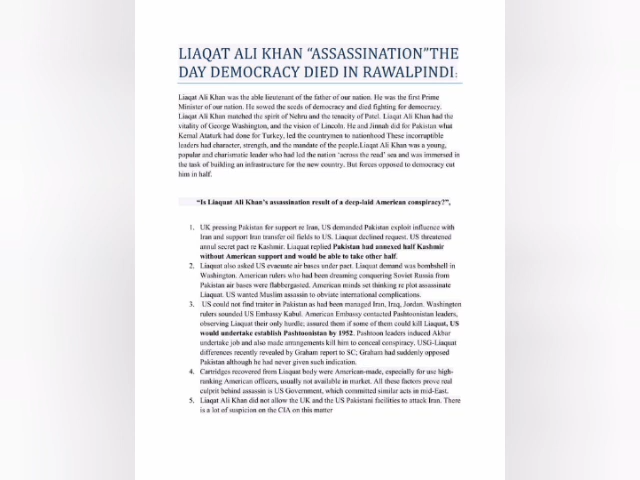 LIAQAT ALI KHAN “ASSASSINATION”THE
DAY DEMOCRACY DIED IN RAWALPINDI:
Liaqat Ali Khan was the able lieutenant of the father of our nation. He was the first Prime
Minister of our nation. He sowed the seeds of democracy and died fighting for democracy.
Liaquat Ali Khan matched the spirit of Nehru and the tenacity of Patel. Liaquat Ali Khan had the
vitality of George Washington, and the vision of Lincoln. He and Jinnah did for Pakistan what
Kemal Ataturk had done for Turkey, led the countrymen to nationhood These incorruptible
leaders had character, strength, and the mandate of the people.Liaquat Ali Khan was a young,
popular and charismatic leader who had led the nation ‘across the read’ sea and was immersed in
the task of building an infrastructure for the new country. But forces opposed to democracy cut
him in half.
“Is Liaquat Ali Khan’s assassination result of a deep-laid American conspiracy?”,
1. UK pressing Pakistan for support re Iran, US demanded Pakistan exploit influence with
Iran and support Iran transfer oil fields to US. Liaquat declined request. US threatened
annul secret pact re Kashmir. Liaquat replied Pakistan had annexed half Kashmir
without American support and would be able to take other half.
2. Liaquat also asked US evacuate air bases under pact. Liaquat demand was bombshell in
Washington. American rulers who had been dreaming conquering Soviet Russia from
Pakistan air bases were flabbergasted. American minds set thinking re plot assassinate
Liaquat. US wanted Muslim assassin to obviate international complications.
3. US could not find traitor in Pakistan as had been managed Iran, Iraq, Jordan. Washington
rulers sounded US Embassy Kabul. American Embassy contacted Pashtoonistan leaders,
observing Liaquat their only hurdle; assured them if some of them could kill Liaquat, US
would undertake establish Pashtoonistan by 1952. Pashtoon leaders induced Akbar
undertake job and also made arrangements kill him to conceal conspiracy. USG-Liaquat
differences recently revealed by Graham report to SC; Graham had suddenly opposed
Pakistan although he had never given such indication.
4. Cartridges recovered from Liaquat body were American-made, especially for use high-
ranking American officers, usually not available in market. All these factors prove real
culprit behind assassin is US Government, which committed similar acts in mid-East.
5. Liaquat Ali Khan did not allow the UK and the US Pakistani facilities to attack Iran. There
is a lot of suspicion on the CIA on this matter